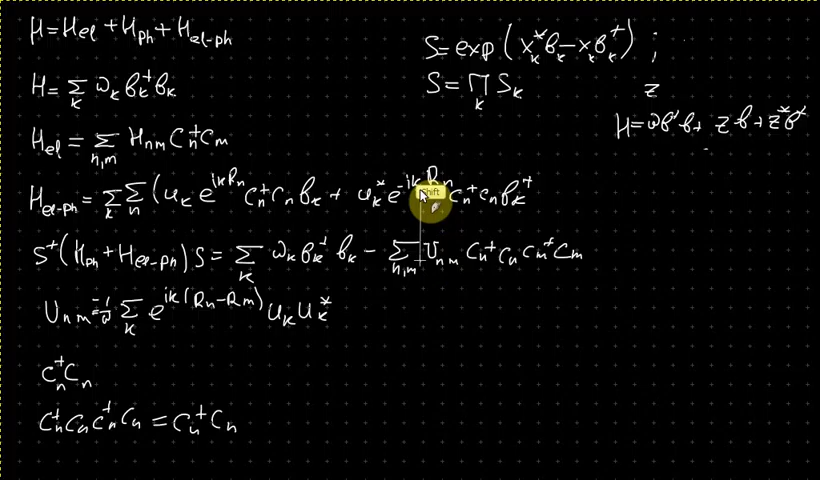 H = H_el + H_ph + H_el-ph
H = Σ_k ω_k b_k^+ b_k
H_el = Σ_{n,m} H_nm C_n^+ C_m
H_el-ph = Σ_k Σ_n (u_k e^{ikR_n} C_n^+ C_n b_k + u_k^* e^{-ikR_n} C_n^+ C_n b_k^+
S^+ (H_ph + H_el-ph) S = Σ_k ω_k b_k^+ b_k - Σ_{n,m} U_nm C_n^+ C_n C_m^+ C_m
U_nm = Σ_k e^{ik(R_n - R_m)} u_k u_k^*
C_n^+ C_n
C_n^+ C_n C_n^+ C_n = C_n^+ C_n
S = exp(x_k^* b_k - x_k b_k^+) ;
S = Π_k S_k
z
H = ω b^+ b + z b + z^* b^+
Shift